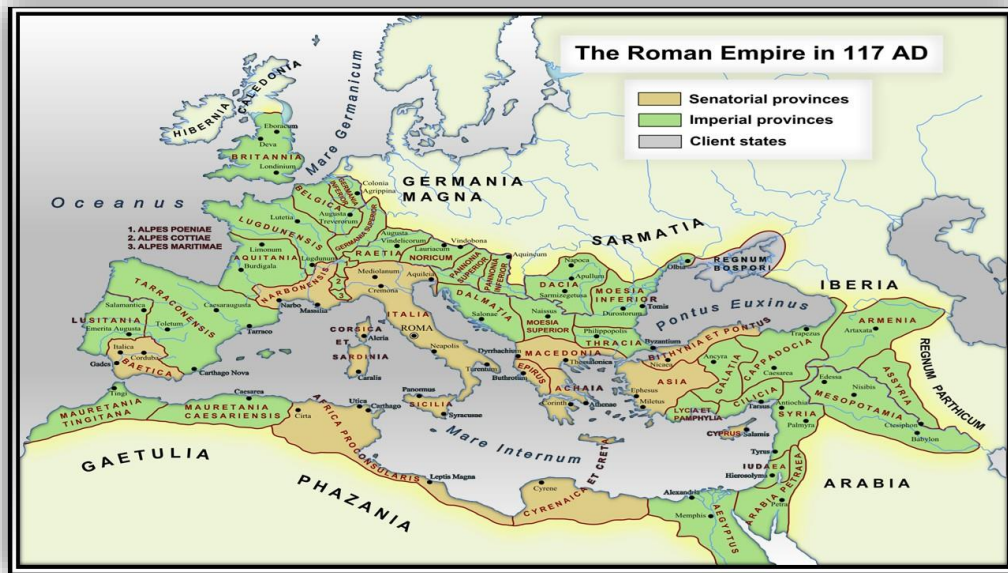 The Roman Empire in 117 AD
Senatorial provinces
Imperial provinces
Client states
HIBERNIA
CALEDONIA
Eboracum
Deva
BRITANNIA
Londinium
Mare Germanicum
Oceanus
1. ALPES POENIAE
2. ALPES COTTIAE
3. ALPES MARITIMAE
GERMANIA
MAGNA
GERMANIA INFERIOR
Colonia
Agrippina
BELGICA
Augusta
Treverorum
Lutetia
LUGDUNENSIS
GERMANIA SUPERIOR
Limonum
AQUITANIA
Burdigala
Lugdunum
NARBONENSIS
Narbo
Massilia
2
3
Augusta
Vindelicorum
RAETIA
Lauriacum
NORICUM
Vindobona
PANNONIA SUPERIOR
PANNONIA INFERIOR
Aquincum
SARMATIA
Napoca
Apullum
DACIA
Sarmizegetusa
MOESIA
INFERIOR
Durostorum
Tomis
Olbia
REGNUM
BOSPORI
Pontus Euxinus
IBERIA
TARRACONENSIS
Salamantica
LUSITANIA
Emerita Augusta
Toletum
Caesaraugusta
Tarraco
Italica
Corduba
Gades
BAETICA
Carthago Nova
Mediolanum
Cremona
Aquileia
ITALIA
ROMA
Neapolis
Turentum
CORSICA
ET
SARDINIA
Aleria
Caralis
DALMATIA
Salonae
Naissus
MOESIA
SUPERIOR
Philippopolis
THRACIA
Byzantium
Dyrrhachium
MACEDONIA
Thessalonica
EPIRUS
Buthrotum
ACHAIA
Corinth
Athenae
BITHYNIA ET PONTUS
Nicaea
ASIA
Ephesus
Miletus
Ancyra
GALATIA
CAPPADOCIA
Caesarea
Trapezus
ARMENIA
Artaxata
LYCIA ET
PAMPHYLIA
CILICIA
Tarsus
Antiochia
SYRIA
Palmyra
CYPRUS
Salamis
Edessa
Nisibis
ASSYRIA
MESOPOTAMIA
Ctesiphon
Babylon
REGNUM PARTHICUM
Tingi
MAURETANIA
TINGITANA
Caesarea
MAURETANIA
CAESARIENSIS
Cirta
Utica
Carthago
AFRICA PROCONSULARIS
Panormus
SICILIA
Syracusae
Mare Internum
Leptis Magna
Cyrene
CYRENAICA ET CRETA
GAETULIA
PHAZANIA
Alexandria
Memphis
AEGYPTUS
Tyrus
IUDAEA
Hierosolyma
ARABIA PETRAEA
Petra
ARABIA